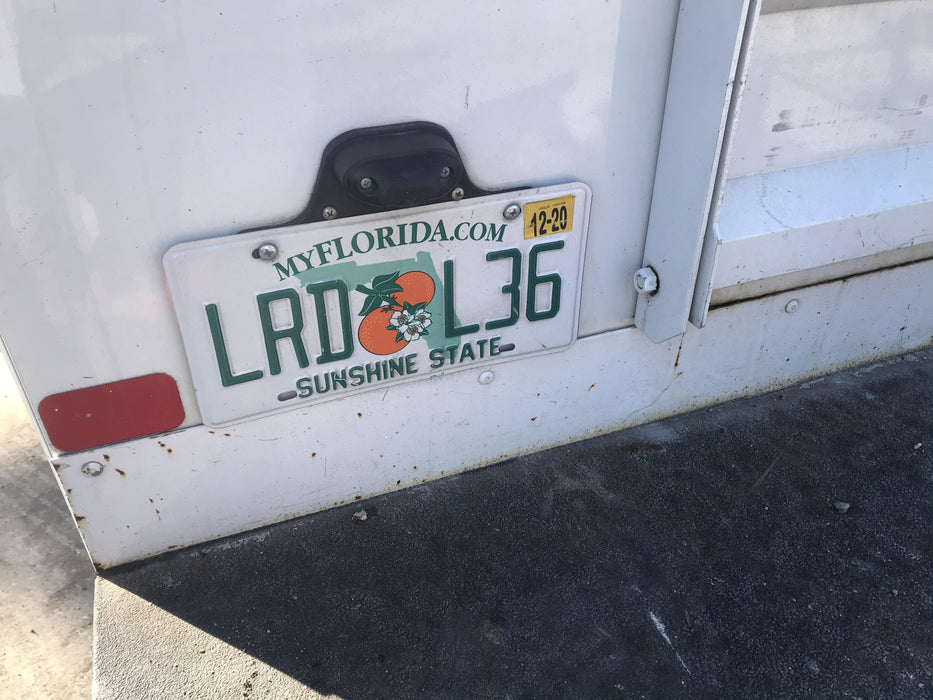 MYFLORIDA.COM
12-20
LRD L36
SUNSHINE STATE